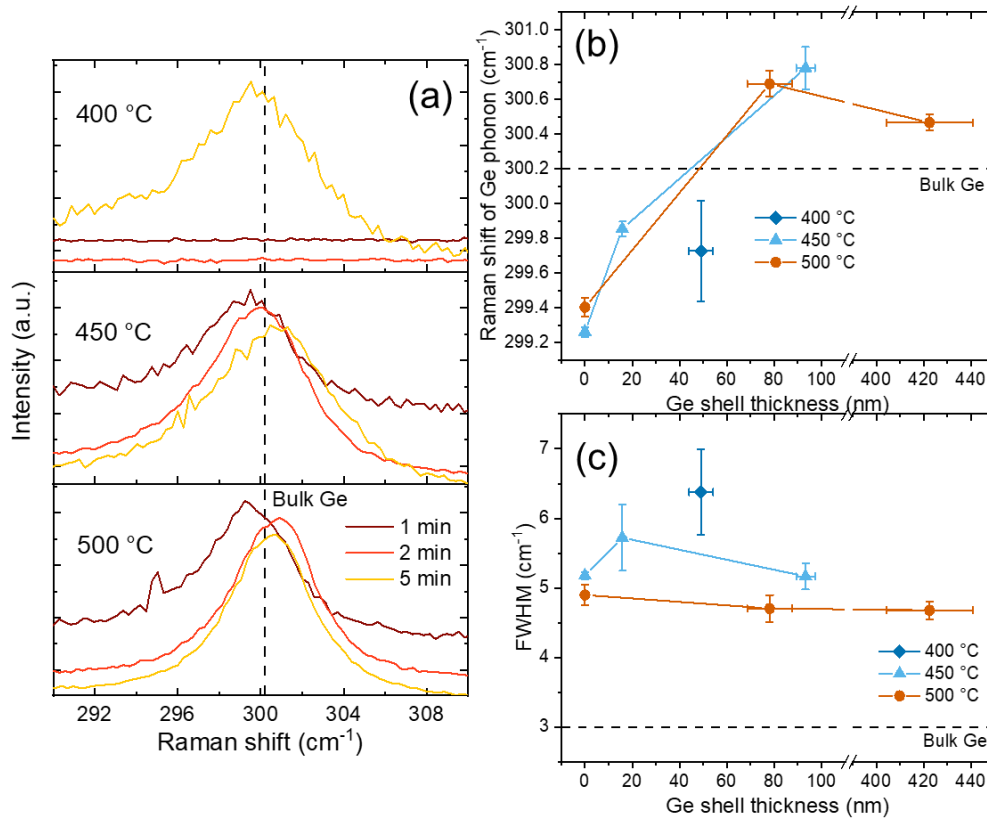 (a)
400 °C
450 °C
500 °C
Bulk Ge
1 min
2 min
5 min
Intensity (a.u.)
292 296 300 304 308
Raman shift (cm-1)
(b)
Raman shift of Ge phonon (cm-1)
301.0
300.8
300.6
300.4
300.2
300.0
299.8
299.6
299.4
299.2
Bulk Ge
400 °C
450 °C
500 °C
0 20 40 60 80 100 400 420 440
Ge shell thickness (nm)
(c)
FWHM (cm-1)
7
6
5
4
3
400 °C
450 °C
500 °C
Bulk Ge
0 20 40 60 80 100 400 420 440
Ge shell thickness (nm)